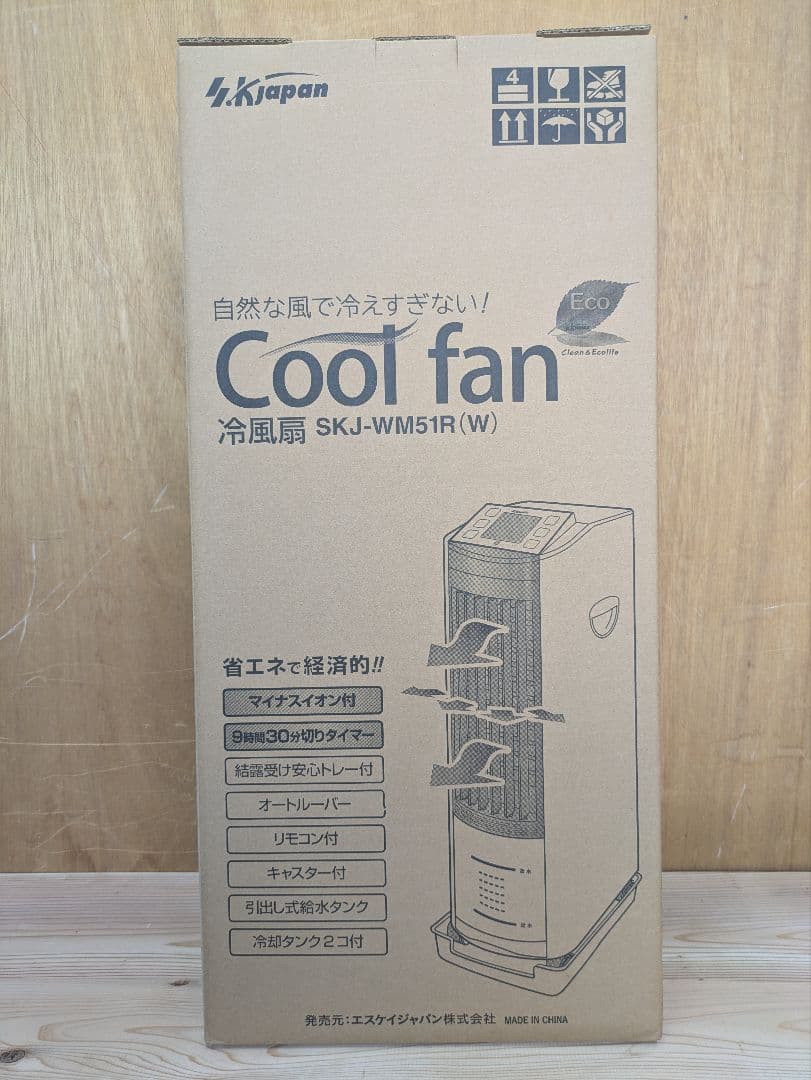 S.Kjapan
4
自然な風で冷えすぎない!
Eco
Clean & Ecolife
Cool fan
冷風扇 SKJ-WM51R(W)
省エネで経済的!!
マイナスイオン付
9時間30分切りタイマー
結露受け安心トレー付
オートルーバー
リモコン付
キャスター付
引出し式給水タンク
冷却タンク2コ付
発売元:エスケイジャパン株式会社 MADE IN CHINA